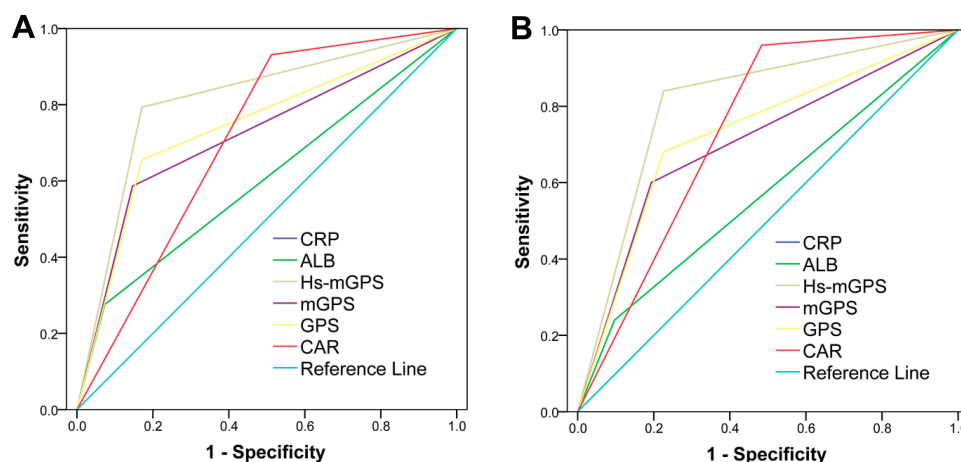 A
1.0
0.8
0.6
0.4
0.2
0.0
Sensitivity
CRP
ALB
Hs-mGPS
mGPS
GPS
CAR
Reference Line
0.0 0.2 0.4 0.6 0.8 1.0
1 - Specificity
B
1.0
0.8
0.6
0.4
0.2
0.0
Sensitivity
CRP
ALB
Hs-mGPS
mGPS
GPS
CAR
Reference Line
0.0 0.2 0.4 0.6 0.8 1.0
1 - Specificity